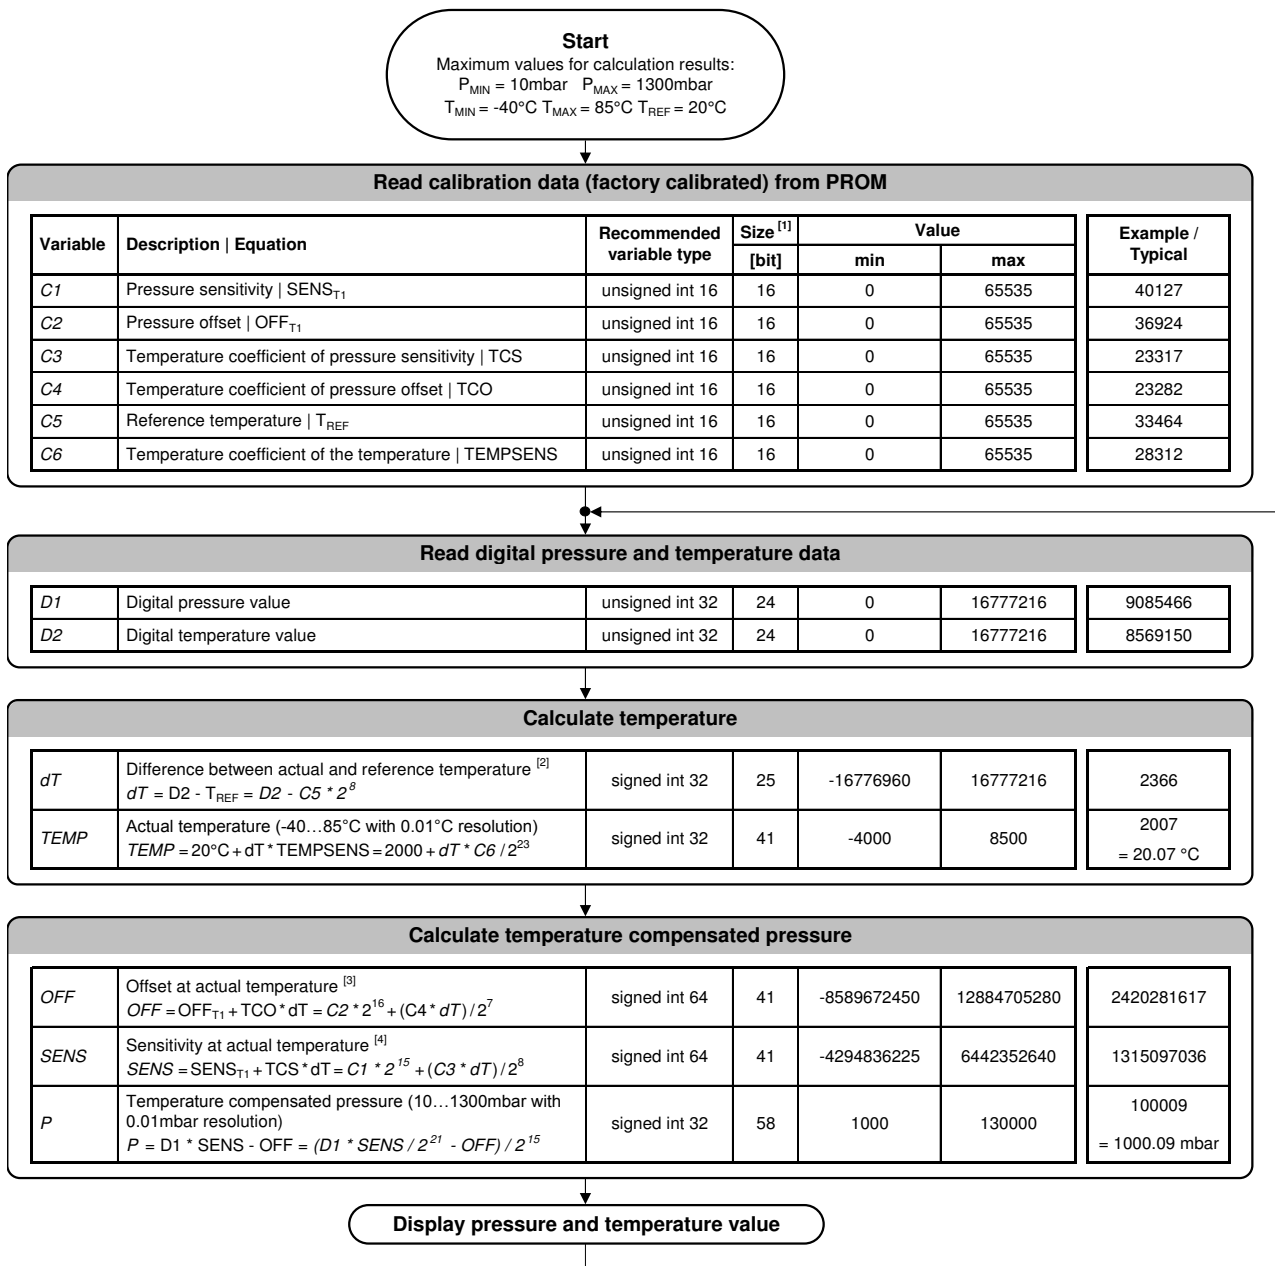 Start
Maximum values for calculation results:
P_MIN = 10mbar P_MAX = 1300mbar
T_MIN = -40°C T_MAX = 85°C T_REF = 20°C
Read calibration data (factory calibrated) from PROM
Variable | Description | Equation | Recommended variable type | Size [1] [bit] | Value min | max | Example / Typical
C1 | Pressure sensitivity | SENS_T1 | unsigned int 16 | 16 | 0 | 65535 | 40127
C2 | Pressure offset | OFF_T1 | unsigned int 16 | 16 | 0 | 65535 | 36924
C3 | Temperature coefficient of pressure sensitivity | TCS | unsigned int 16 | 16 | 0 | 65535 | 23317
C4 | Temperature coefficient of pressure offset | TCO | unsigned int 16 | 16 | 0 | 65535 | 23282
C5 | Reference temperature | T_REF | unsigned int 16 | 16 | 0 | 65535 | 33464
C6 | Temperature coefficient of the temperature | TEMPSENS | unsigned int 16 | 16 | 0 | 65535 | 28312
Read digital pressure and temperature data
D1 | Digital pressure value | unsigned int 32 | 24 | 0 | 16777216 | 9085466
D2 | Digital temperature value | unsigned int 32 | 24 | 0 | 16777216 | 8569150
Calculate temperature
dT | Difference between actual and reference temperature [2]
dT = D2 - T_REF = D2 - C5 * 2^8 | signed int 32 | 25 | -16776960 | 16777216 | 2366
TEMP | Actual temperature (-40…85°C with 0.01°C resolution)
TEMP = 20°C + dT * TEMPSENS = 2000 + dT * C6 / 2^23 | signed int 32 | 41 | -4000 | 8500 | 2007
= 20.07 °C
Calculate temperature compensated pressure
OFF | Offset at actual temperature [3]
OFF = OFF_T1 + TCO * dT = C2 * 2^16 + (C4 * dT) / 2^7 | signed int 64 | 41 | -8589672450 | 12884705280 | 2420281617
SENS | Sensitivity at actual temperature [4]
SENS = SENS_T1 + TCS * dT = C1 * 2^15 + (C3 * dT) / 2^8 | signed int 64 | 41 | -4294836225 | 6442352640 | 1315097036
P | Temperature compensated pressure (10…1300mbar with
0.01mbar resolution)
P = D1 * SENS - OFF = (D1 * SENS / 2^21 - OFF) / 2^15 | signed int 32 | 58 | 1000 | 130000 | 100009
= 1000.09 mbar
Display pressure and temperature value